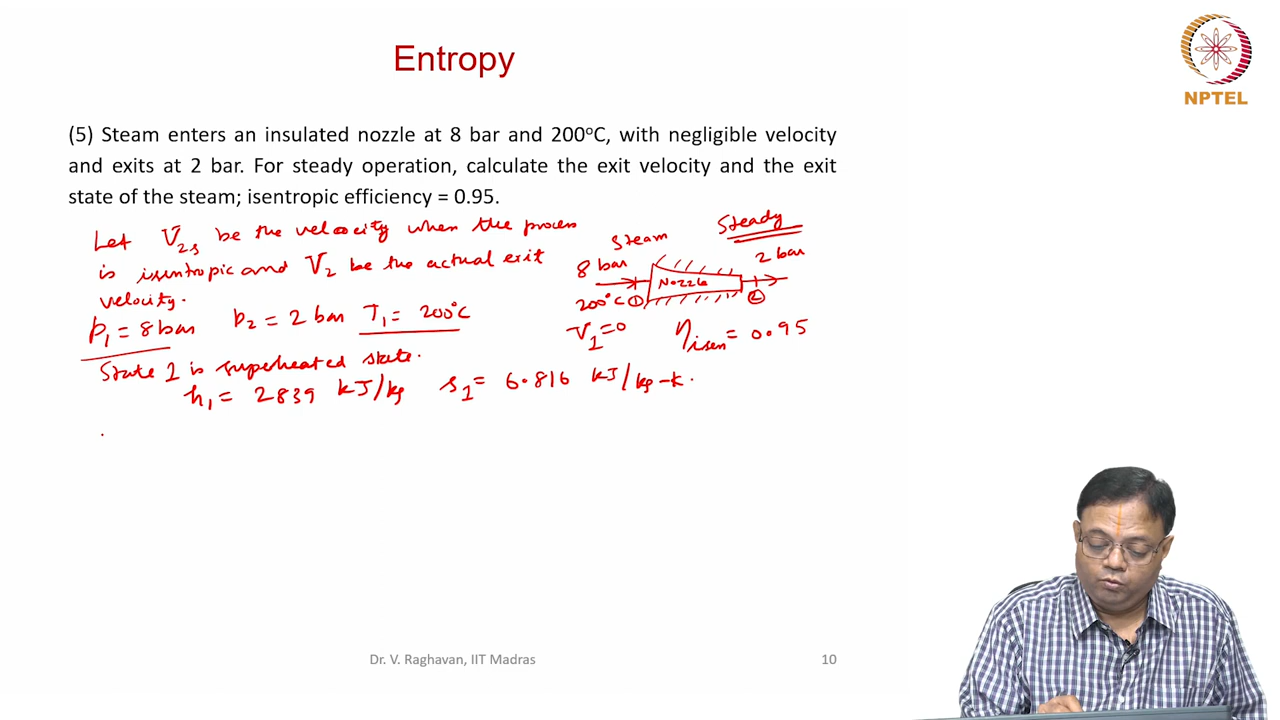 Entropy
NPTEL
(5) Steam enters an insulated nozzle at 8 bar and 200°C, with negligible velocity
and exits at 2 bar. For steady operation, calculate the exit velocity and the exit
state of the steam; isentropic efficiency = 0.95.
Let V2s be the velocity when the process
is isentropic and V2 be the actual exit
velocity.
P1 = 8 bar P2 = 2 bar T1 = 200°C
State 1 is superheated state.
h1 = 2839 kJ/kg s1 = 6.816 kJ/kg-K.
Steady
Steam
8 bar
2 bar
Nozzle
200°C ①
②
V1=0
ηisen = 0.95
Dr. V. Raghavan, IIT Madras
10